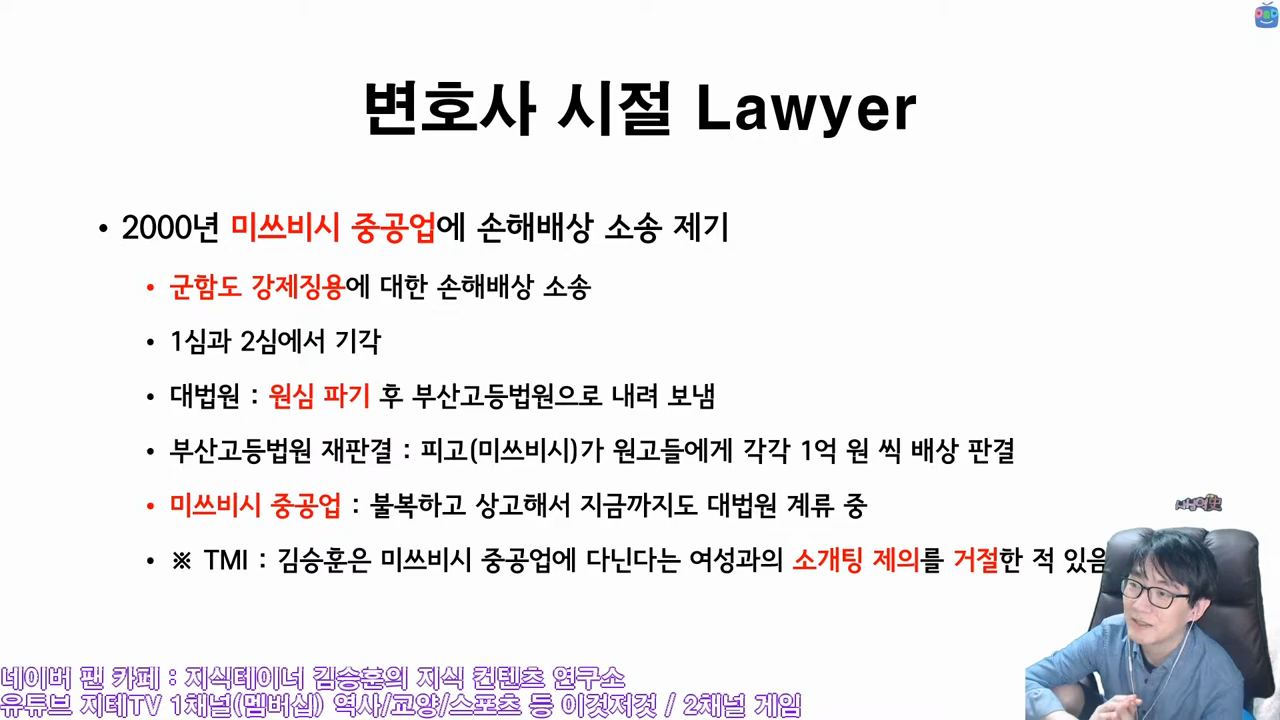 변호사 시절 Lawyer
• 2000년 미쓰비시 중공업에 손해배상 소송 제기
• 군함도 강제징용에 대한 손해배상 소송
• 1심과 2심에서 기각
• 대법원 : 원심 파기 후 부산고등법원으로 내려 보냄
• 부산고등법원 재판결 : 피고(미쓰비시)가 원고들에게 각각 1억 원 씩 배상 판결
• 미쓰비시 중공업 : 불복하고 상고해서 지금까지도 대법원 계류 중
• ※ TMI : 김승훈은 미쓰비시 중공업에 다닌다는 여성과의 소개팅 제의를 거절한 적 있음
네이버 팬 카페 : 지식테이너 김승훈의 지식 컨텐츠 연구소
유튜브 지테TV 1채널(멤버십) 역사/교양/스포츠 등 이것저것 / 2채널 게임